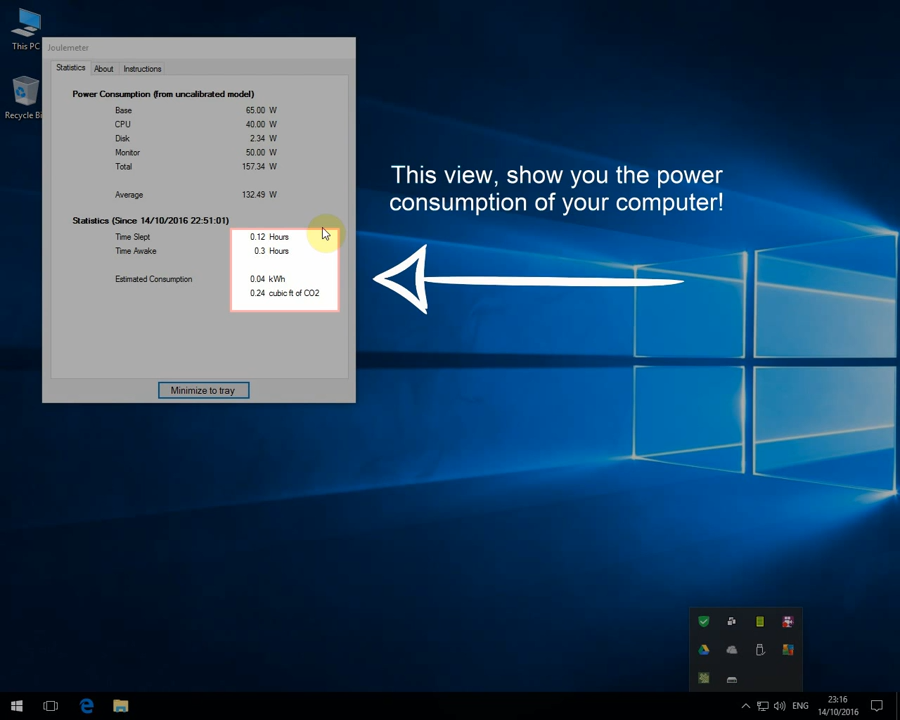 This PC
Recycle Bi
Joulemeter
Statistics About Instructions
Power Consumption (from uncalibrated model)
Base 65.00 W
CPU 40.00 W
Disk 2.34 W
Monitor 50.00 W
Total 157.34 W
Average 132.49 W
Statistics (Since 14/10/2016 22:51:01)
Time Slept 0.12 Hours
Time Awake 0.3 Hours
Estimated Consumption 0.04 kWh
0.24 cubic ft of CO2
Minimize to tray
This view, show you the power
consumption of your computer!
ENG
23:16
14/10/2016